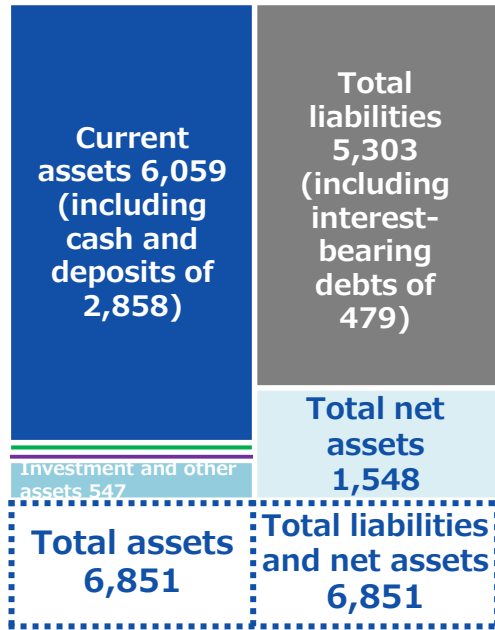 Current
assets 6,059
(including
cash and
deposits of
2,858)
Investment and other
assets 547
Total assets
6,851
Total
liabilities
5,303
(including
interest-
bearing
debts of
479)
Total net
assets
1,548
Total liabilities
and net assets
6,851